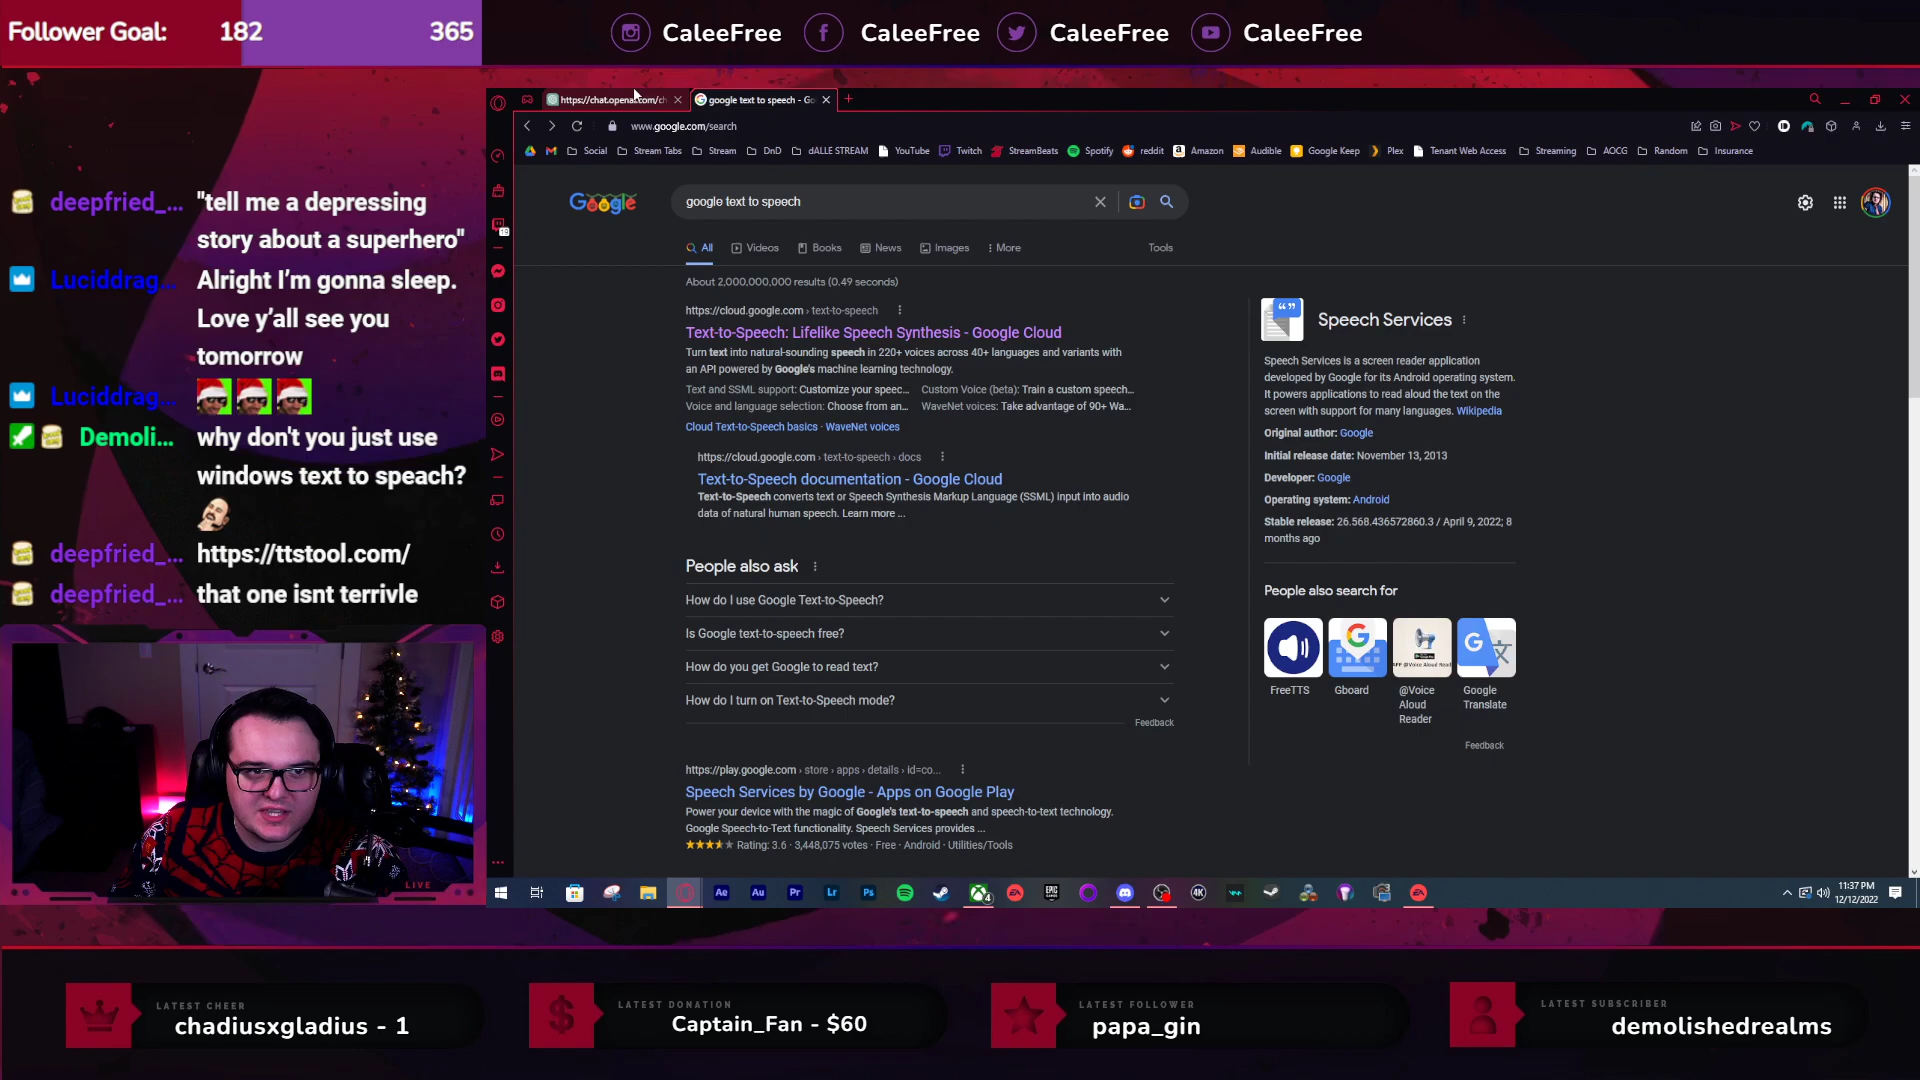 Follower Goal: 182 365
CaleeFree CaleeFree CaleeFree CaleeFree
https://chat.openai.com/ch
google text to speech - Go
www.google.com/search
Social Stream Tabs Stream DnD dALLE STREAM YouTube Twitch StreamBeats Spotify reddit Amazon Audible Google Keep Plex Tenant Web Access Streaming AOCG Random Insurance
deepfried_... "tell me a depressing
story about a superhero"
Luciddrag... Alright I'm gonna sleep.
Love y'all see you
tomorrow
Luciddrag...
Demoli... why don't you just use
windows text to speach?
deepfried_... https://ttstool.com/
deepfried_... that one isnt terrivle
LIVE
19
Google
google text to speech
All Videos Books News Images More Tools
About 2,000,000,000 results (0.49 seconds)
https://cloud.google.com › text-to-speech
Text-to-Speech: Lifelike Speech Synthesis - Google Cloud
Turn text into natural-sounding speech in 220+ voices across 40+ languages and variants with
an API powered by Google's machine learning technology.
Text and SSML support: Customize your speec... Custom Voice (beta): Train a custom speech...
Voice and language selection: Choose from an... WaveNet voices: Take advantage of 90+ Wa...
Cloud Text-to-Speech basics · WaveNet voices
https://cloud.google.com › text-to-speech › docs
Text-to-Speech documentation - Google Cloud
Text-to-Speech converts text or Speech Synthesis Markup Language (SSML) input into audio
data of natural human speech. Learn more ...
People also ask
How do I use Google Text-to-Speech?
Is Google text-to-speech free?
How do you get Google to read text?
How do I turn on Text-to-Speech mode?
Feedback
https://play.google.com › store › apps › details › id=co...
Speech Services by Google - Apps on Google Play
Power your device with the magic of Google's text-to-speech and speech-to-text technology.
Google Speech-to-Text functionality. Speech Services provides ...
Rating: 3.6 · 3,448,075 votes · Free · Android · Utilities/Tools
Speech Services
Speech Services is a screen reader application
developed by Google for its Android operating system.
It powers applications to read aloud the text on the
screen with support for many languages. Wikipedia
Original author: Google
Initial release date: November 13, 2013
Developer: Google
Operating system: Android
Stable release: 26.568.436572860.3 / April 9, 2022; 8
months ago
People also search for
FreeTTS
Gboard
@Voice
Aloud
Reader
Google
Translate
Feedback
Ae Au Pr Lr Ps 4 EA EPIC GAMES 4K EA
11:37 PM
12/12/2022
LATEST CHEER
chadiusxgladius - 1
LATEST DONATION
Captain_Fan - $60
LATEST FOLLOWER
papa_gin
LATEST SUBSCRIBER
demolishedrealms